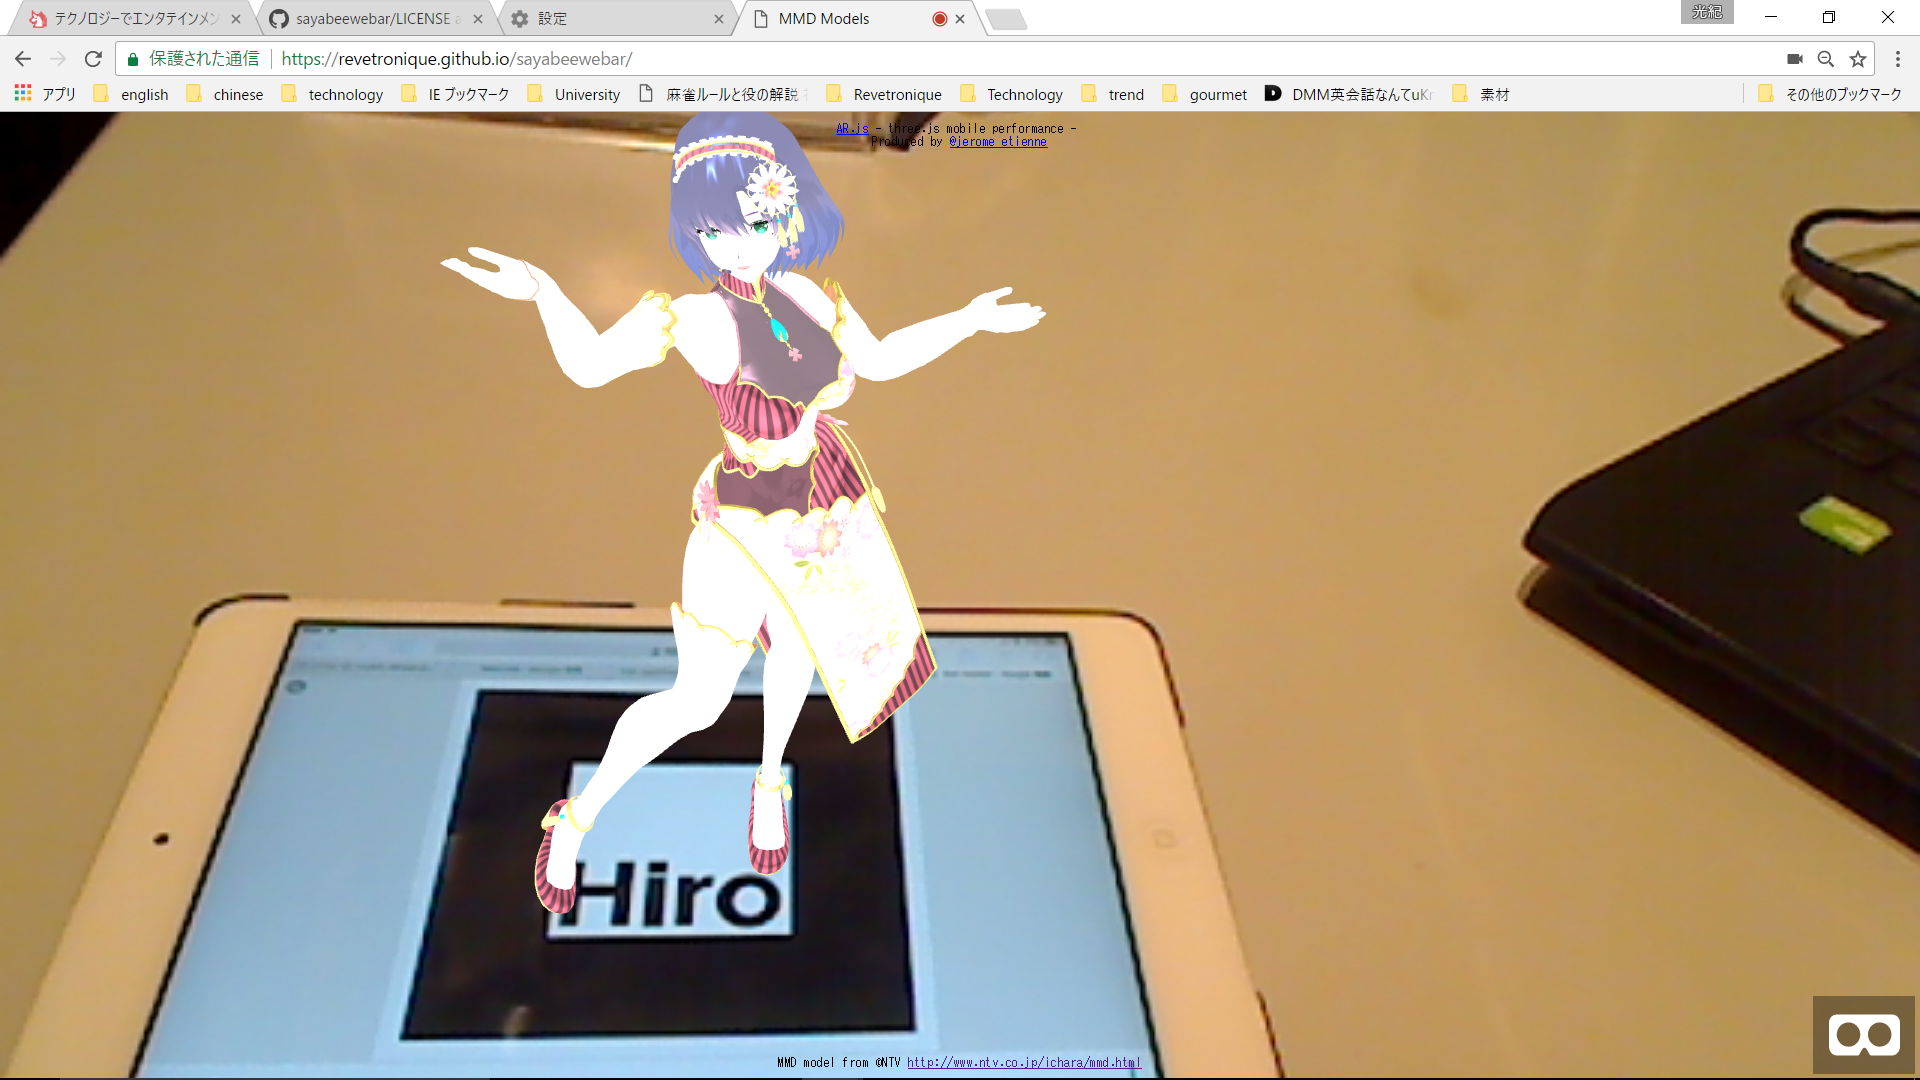 テクノロジーでエンタテインメン
sayabeewebar/LICENSE a
設定
MMD Models
光紀
保護された通信
https://revetronique.github.io/sayabeewebar/
アプリ
english
chinese
technology
IE ブックマーク
University
麻雀ルールと役の解説
Revetronique
Technology
trend
gourmet
DMM英会話なんてuKn
素材
その他のブックマーク
AR.js - three.js mobile performance -
Produced by @jerome_etienne
Hiro
MMD model from ©NTV http://www.ntv.co.jp/ichara/mmd.html